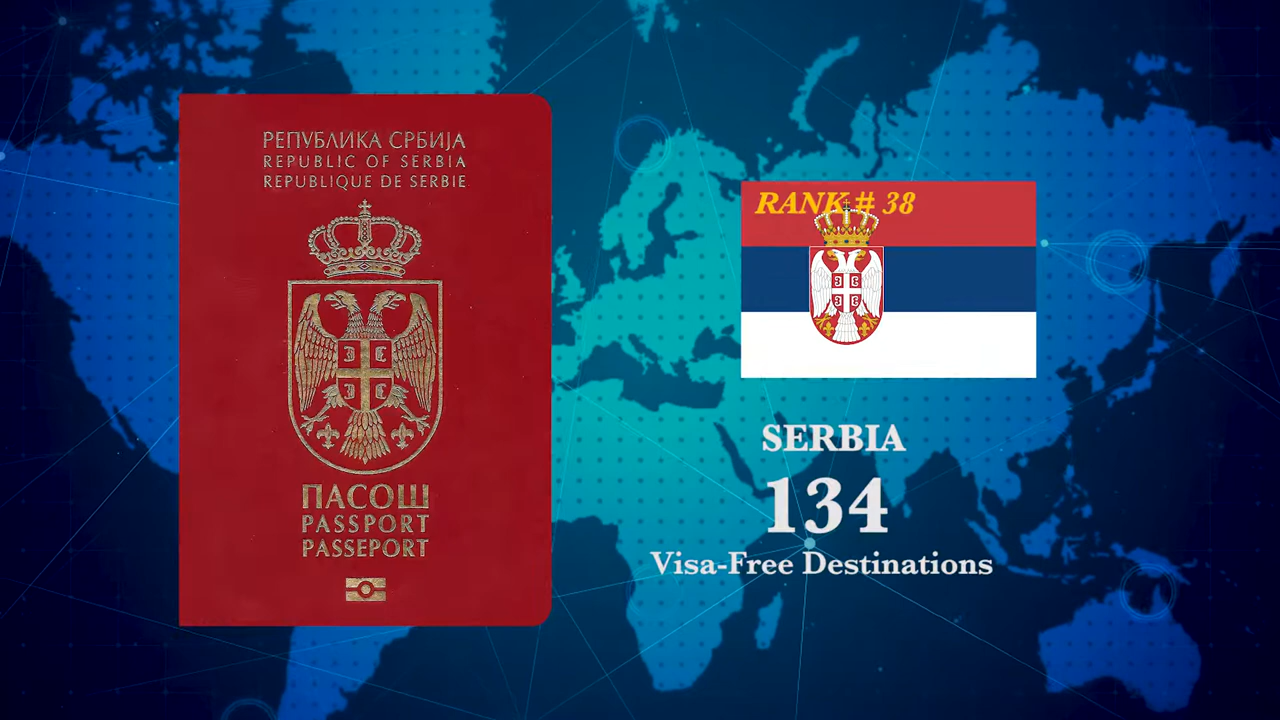 РЕПУБЛИКА СРБИЈА
REPUBLIC OF SERBIA
REPUBLIQUE DE SERBIE
ПАСОШ
PASSPORT
PASSEPORT
RANK # 38
SERBIA
134
Visa-Free Destinations